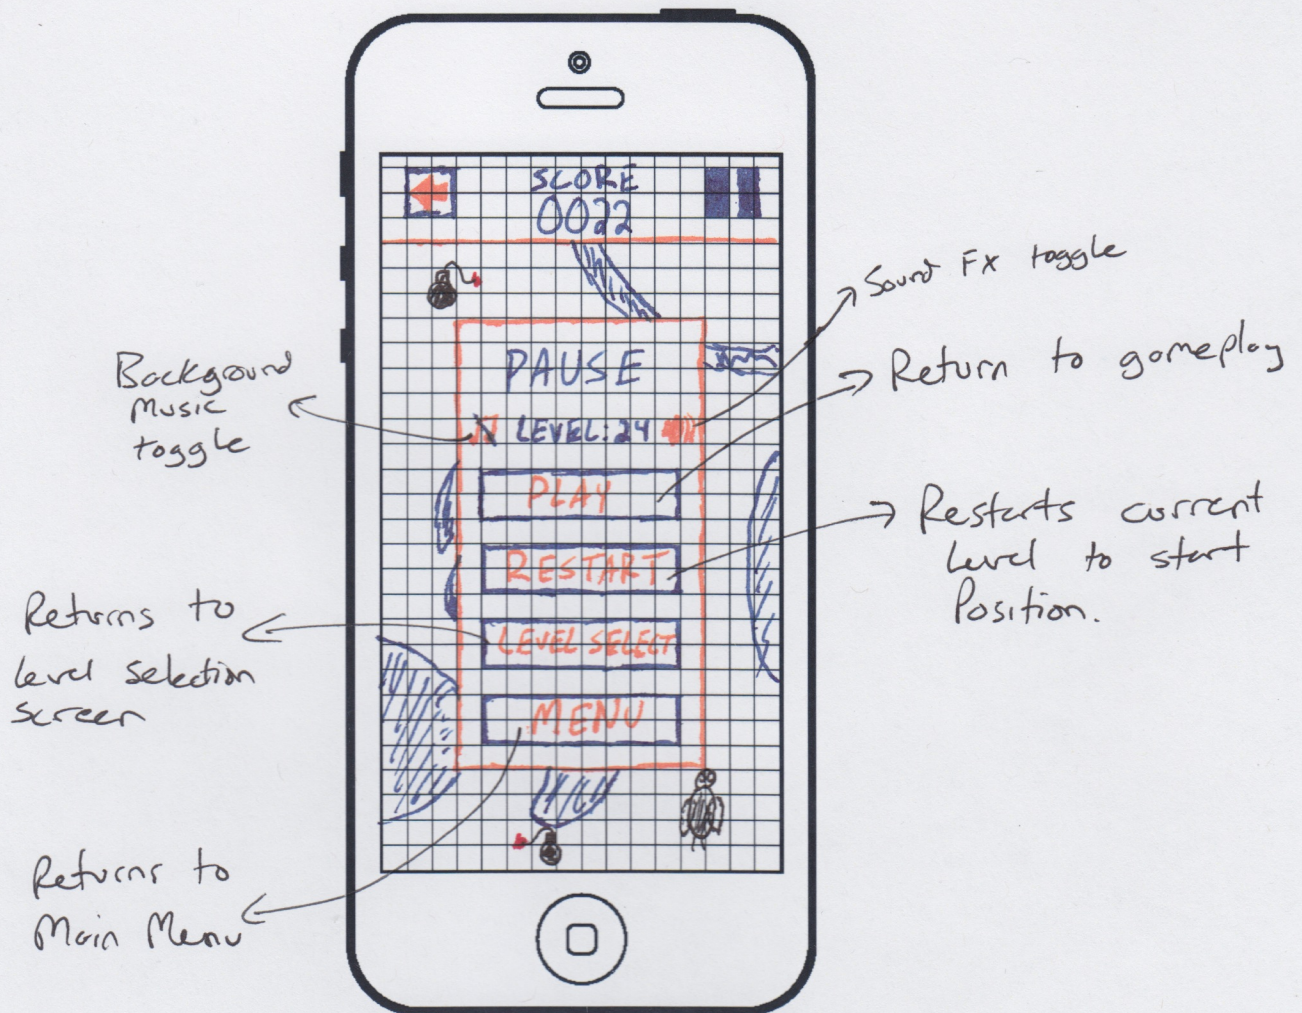 SCORE
0022
Sound FX toggle
PAUSE
Return to gameplay
Background
Music
toggle
LEVEL: 24
PLAY
Restarts current
level to start
Position.
RESTART
Returns to
level selection
screen
LEVEL SELECT
MENU
Returns to
Main Menu